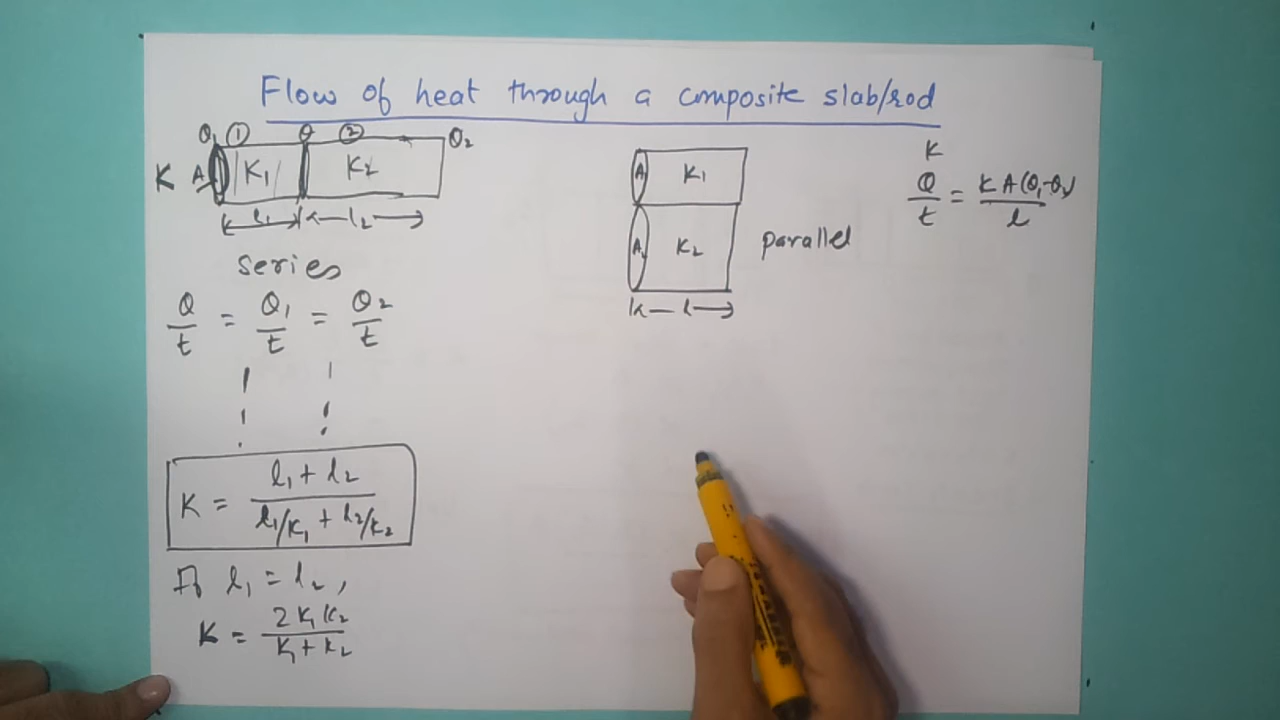 Flow of heat through a composite slab/rod
θ₁ ① θ ② θ₂
K A K₁ K₂
l₁ l₂
series
Q/t = Q₁/t = Q₂/t
K = (l₁ + l₂)/(l₁/K₁ + l₂/K₂)
If l₁ = l₂,
K = 2K₁K₂/(K₁ + K₂)
A K₁
A₂ K₂
parallel
l
K
Q/t = KA(θ₁-θ₂)/l